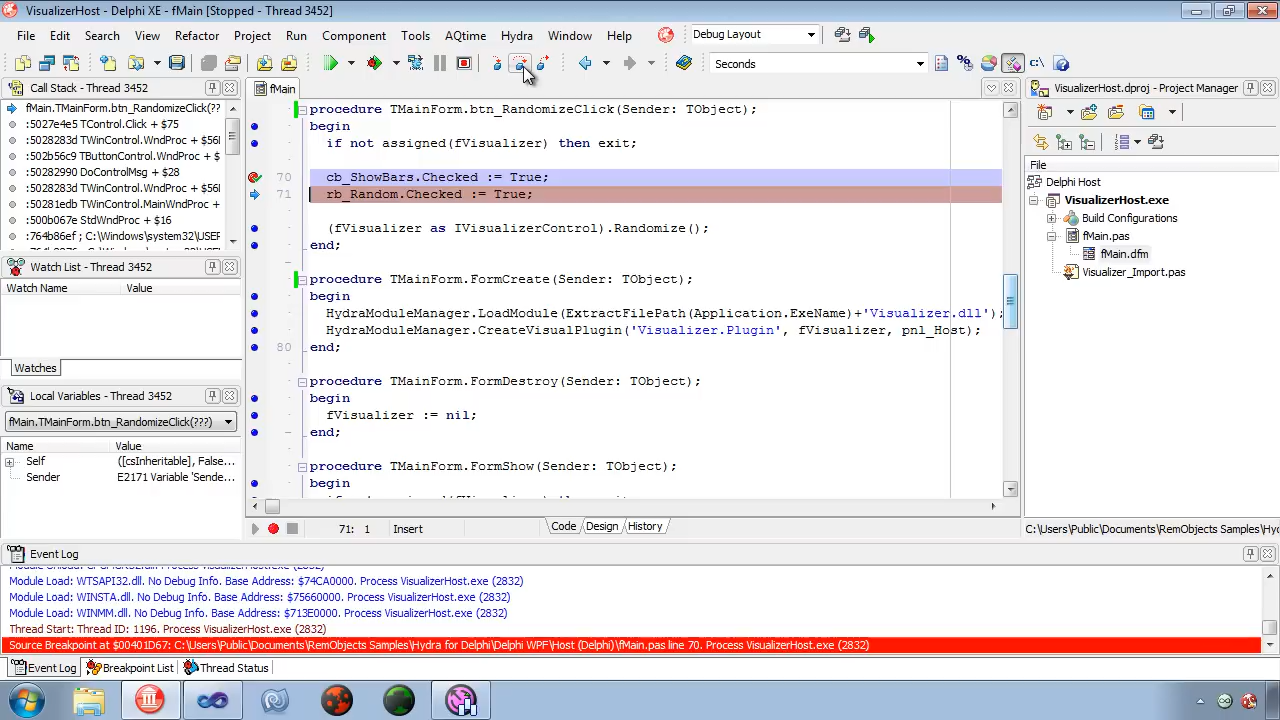 VisualizerHost - Delphi XE - fMain [Stopped - Thread 3452]
File Edit Search View Refactor Project Run Component Tools AQtime Hydra Window Help
Debug Layout
Seconds
Call Stack - Thread 3452
fMain.TMainForm.btn_RandomizeClick(??
:5027e4e5 TControl.Click + $75
:5028283d TWinControl.WndProc + $56
:502b56c9 TButtonControl.WndProc + $
:50282890 DoControlMsg + $28
:5028283d TWinControl.WndProc + $56
:50281edb TWinControl.MainWndProc + $
:500b067e StdWndProc + $16
:764b86ef ; C:\Windows\system32\USEF
Watch List - Thread 3452
Watch Name Value
Watches
Local Variables - Thread 3452
fMain.TMainForm.btn_RandomizeClick(???)
Name Value
Self ([csInheritable], False...
Sender E2171 Variable 'Sende...
fMain
procedure TMainForm.btn_RandomizeClick(Sender: TObject);
begin
if not assigned(fVisualizer) then exit;
70 cb_ShowBars.Checked := True;
71 rb_Random.Checked := True;
(fVisualizer as IVisualizerControl).Randomize();
end;
procedure TMainForm.FormCreate(Sender: TObject);
begin
HydraModuleManager.LoadModule(ExtractFilePath(Application.ExeName)+'Visualizer.dll');
HydraModuleManager.CreateVisualPlugin('Visualizer.Plugin', fVisualizer, pnl_Host);
80 end;
procedure TMainForm.FormDestroy(Sender: TObject);
begin
fVisualizer := nil;
end;
procedure TMainForm.FormShow(Sender: TObject);
begin
71: 1 Insert
Code Design History
VisualizerHost.dproj - Project Manager
File
Delphi Host
VisualizerHost.exe
Build Configurations
fMain.pas
fMain.dfm
Visualizer_Import.pas
C:\Users\Public\Documents\RemObjects Samples\Hyd
Event Log
Module Load: WTSAPI32.dll. No Debug Info. Base Address: $74CA0000. Process VisualizerHost.exe (2832)
Module Load: WINSTA.dll. No Debug Info. Base Address: $75660000. Process VisualizerHost.exe (2832)
Module Load: WINMM.dll. No Debug Info. Base Address: $713E0000. Process VisualizerHost.exe (2832)
Thread Start: Thread ID: 1196. Process VisualizerHost.exe (2832)
Source Breakpoint at $00401D67: C:\Users\Public\Documents\RemObjects Samples\Hydra for Delphi\Delphi WPF\Host (Delphi)\fMain.pas line 70. Process VisualizerHost.exe (2832)
Event Log Breakpoint List Thread Status